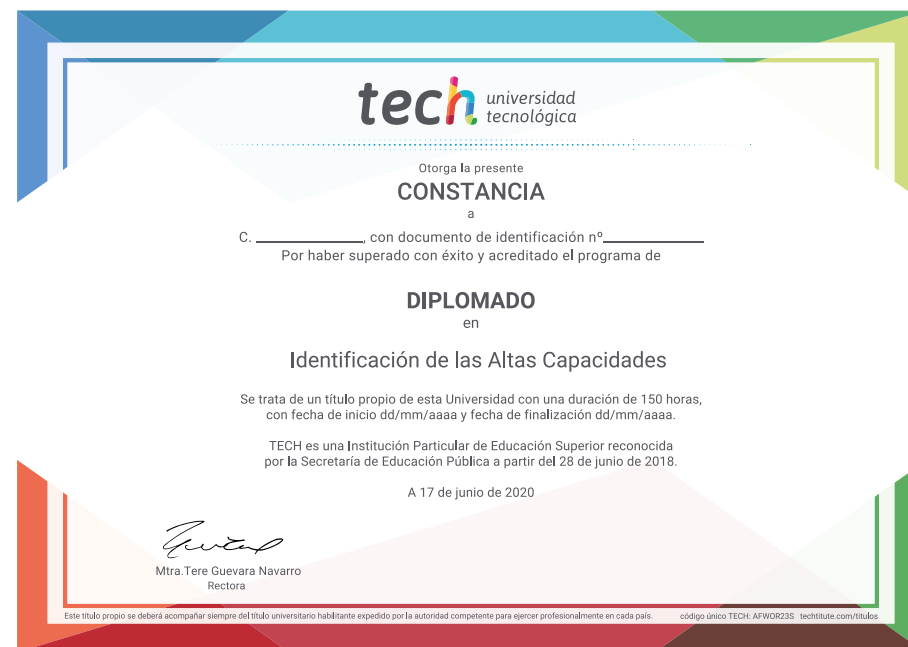 tech universidad
tecnológica
Otorga la presente
CONSTANCIA
a
C. ______________, con documento de identificación nº______________
Por haber superado con éxito y acreditado el programa de
DIPLOMADO
en
Identificación de las Altas Capacidades
Se trata de un título propio de esta Universidad con una duración de 150 horas,
con fecha de inicio dd/mm/aaaa y fecha de finalización dd/mm/aaaa.
TECH es una Institución Particular de Educación Superior reconocida
por la Secretaría de Educación Pública a partir del 28 de junio de 2018.
A 17 de junio de 2020
Mtra.Tere Guevara Navarro
Rectora
Este título propio se deberá acompañar siempre del título universitario habilitante expedido por la autoridad competente para ejercer profesionalmente en cada país. código único TECH: AFWOR23S techtitute.com/titulos